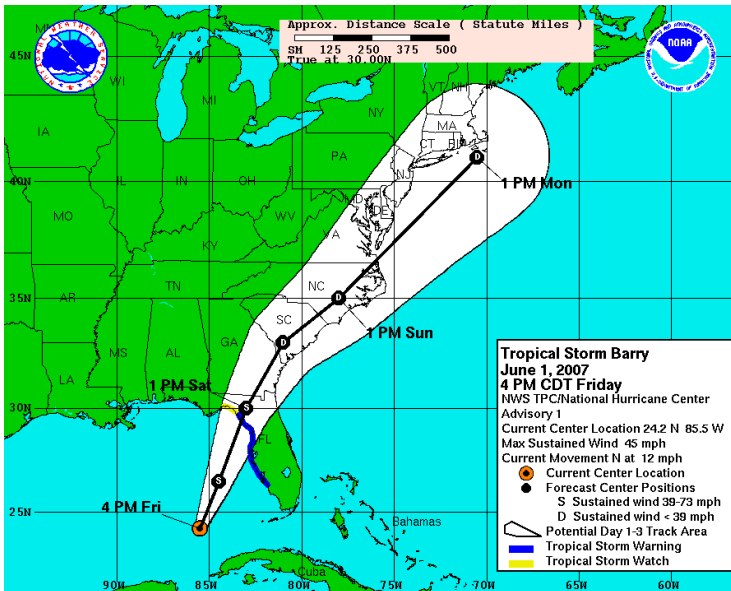 Approx. Distance Scale ( Statute Miles )
SM 125 250 375 500
True at 30.00N
NOAA
45N
MN
WI
MI
VT
NH
NY
MA
CT
RI
IA
PA
NJ
1 PM Mon
40N
IL
IN
OH
MD
DE
MO
WV
VA
KY
TN
NC
35N
AR
SC
1 PM Sun
MS
AL
GA
LA
1 PM Sat
30N
FL
4 PM Fri
25N
Bahamas
Cuba
90W 85W 80W 75W 70W 65W 60W
D
D
D
S
S
Tropical Storm Barry
June 1, 2007
4 PM CDT Friday
NWS TPC/National Hurricane Center
Advisory 1
Current Center Location 24.2 N 85.5 W
Max Sustained Wind 45 mph
Current Movement N at 12 mph
Current Center Location
Forecast Center Positions
S Sustained wind 39-73 mph
D Sustained wind < 39 mph
Potential Day 1-3 Track Area
Tropical Storm Warning
Tropical Storm Watch